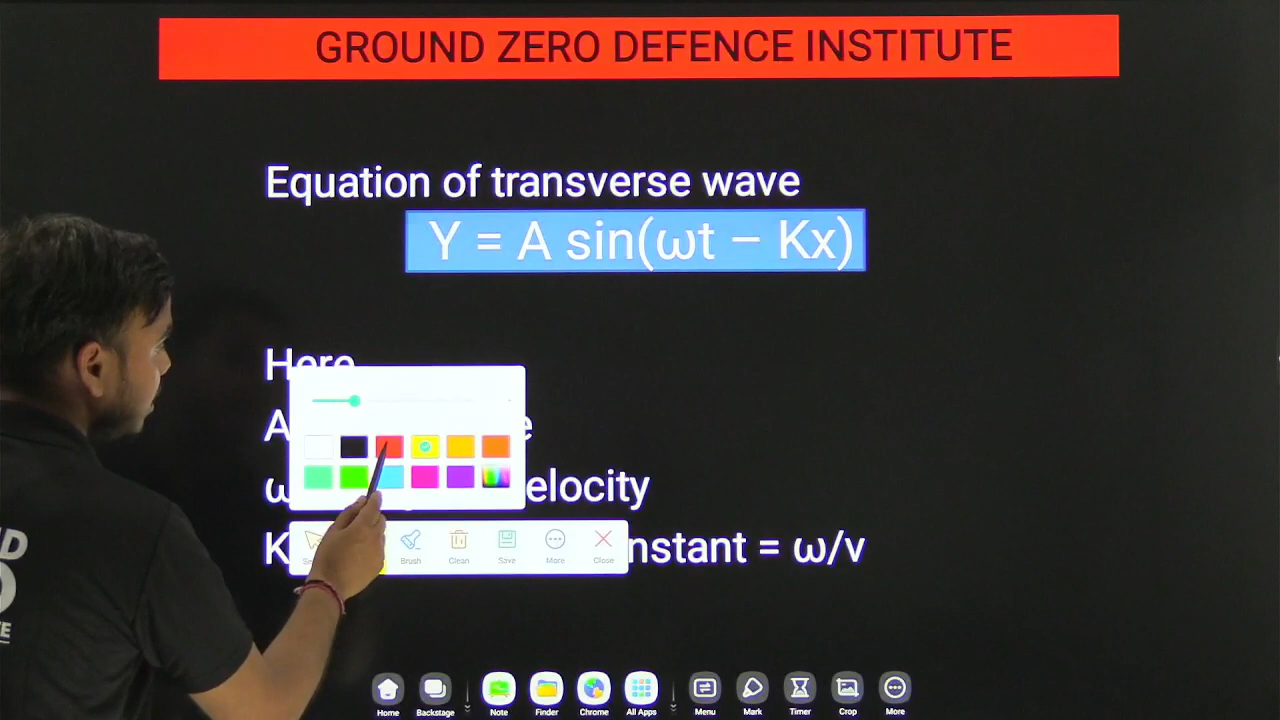 GROUND ZERO DEFENCE INSTITUTE
Equation of transverse wave
Y = A sin(ωt – Kx)
Here
A
ω elocity
K nstant = ω/v
Brush Clean Save More Close
Home Backstage Note Finder Chrome All Apps Menu Mark Timer Crop More